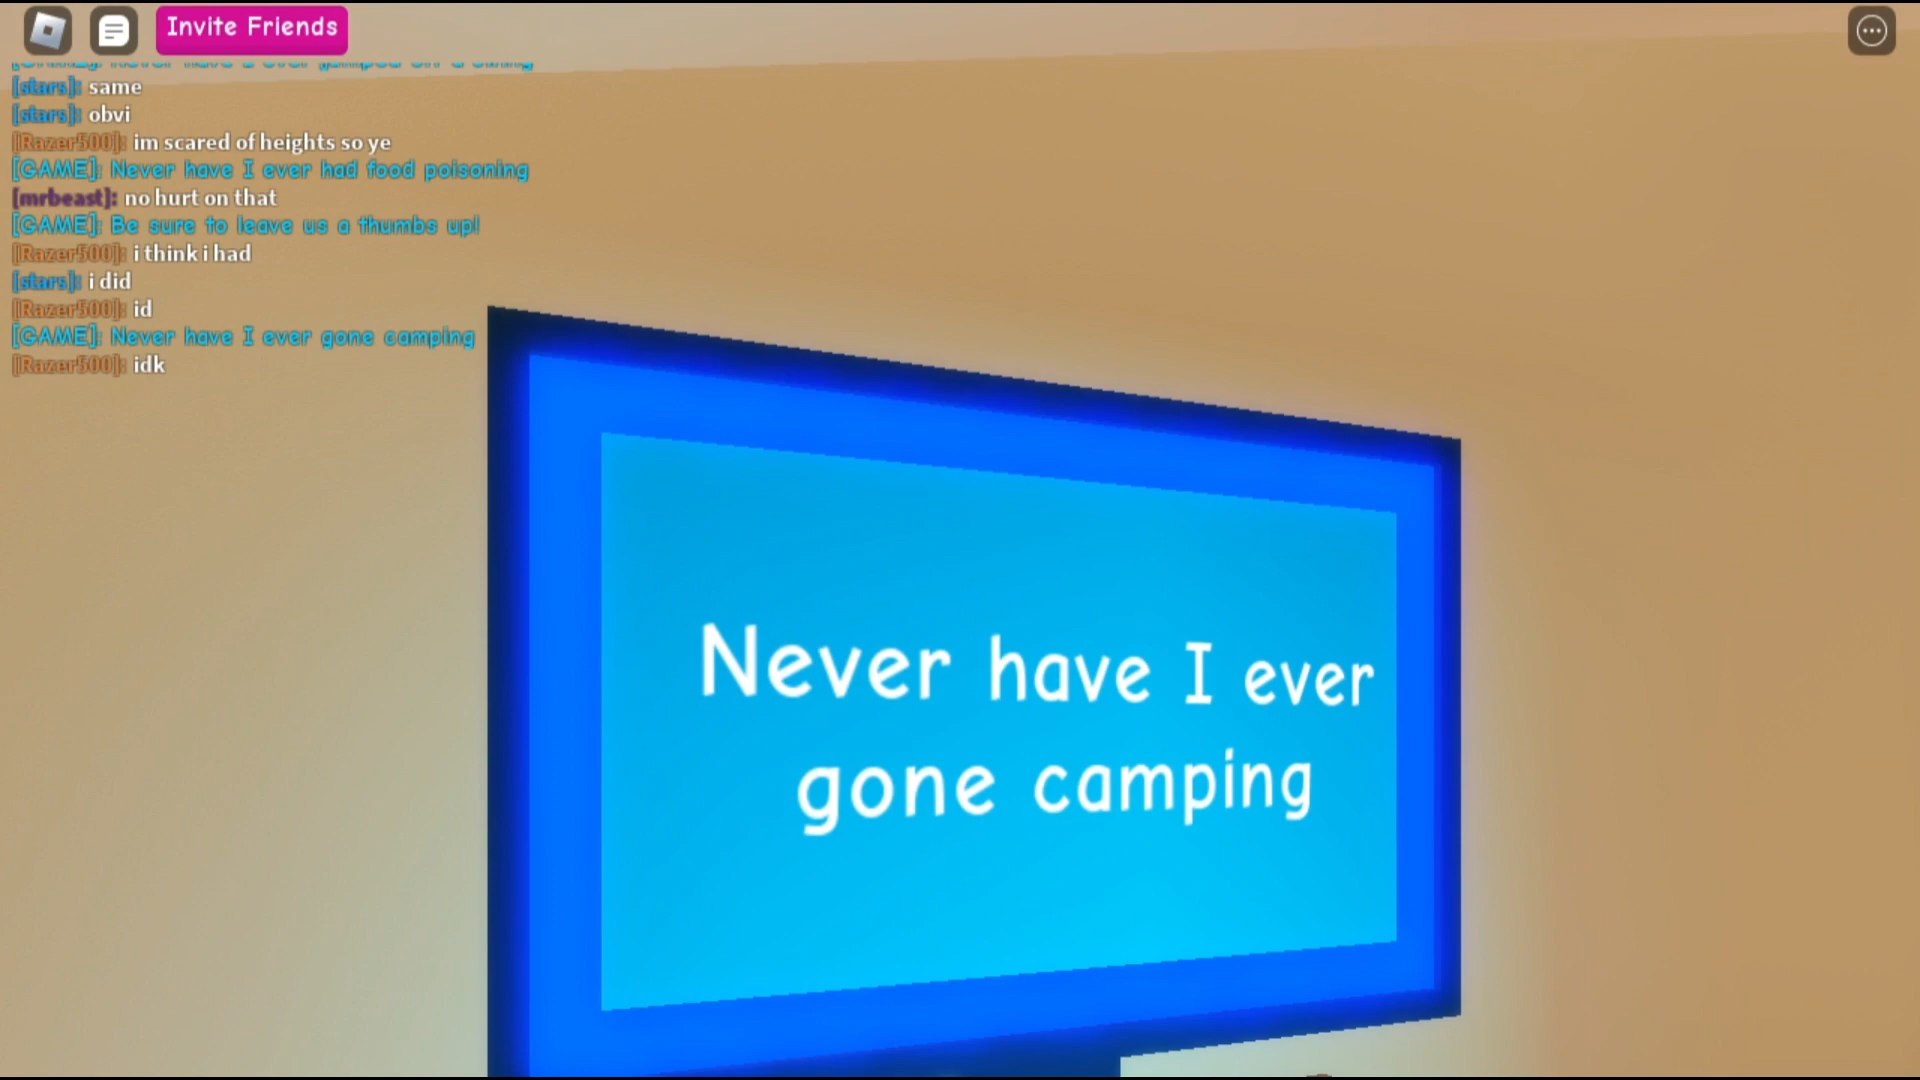 Invite Friends
[stars]: same
[stars]: obvi
[Razer500]: im scared of heights so ye
[GAME]: Never have I ever had food poisoning
[mrbeast]: no hurt on that
[GAME]: Be sure to leave us a thumbs up!
[Razer500]: i think i had
[stars]: i did
[Razer500]: id
[GAME]: Never have I ever gone camping
[Razer500]: idk
Never have I ever
gone camping